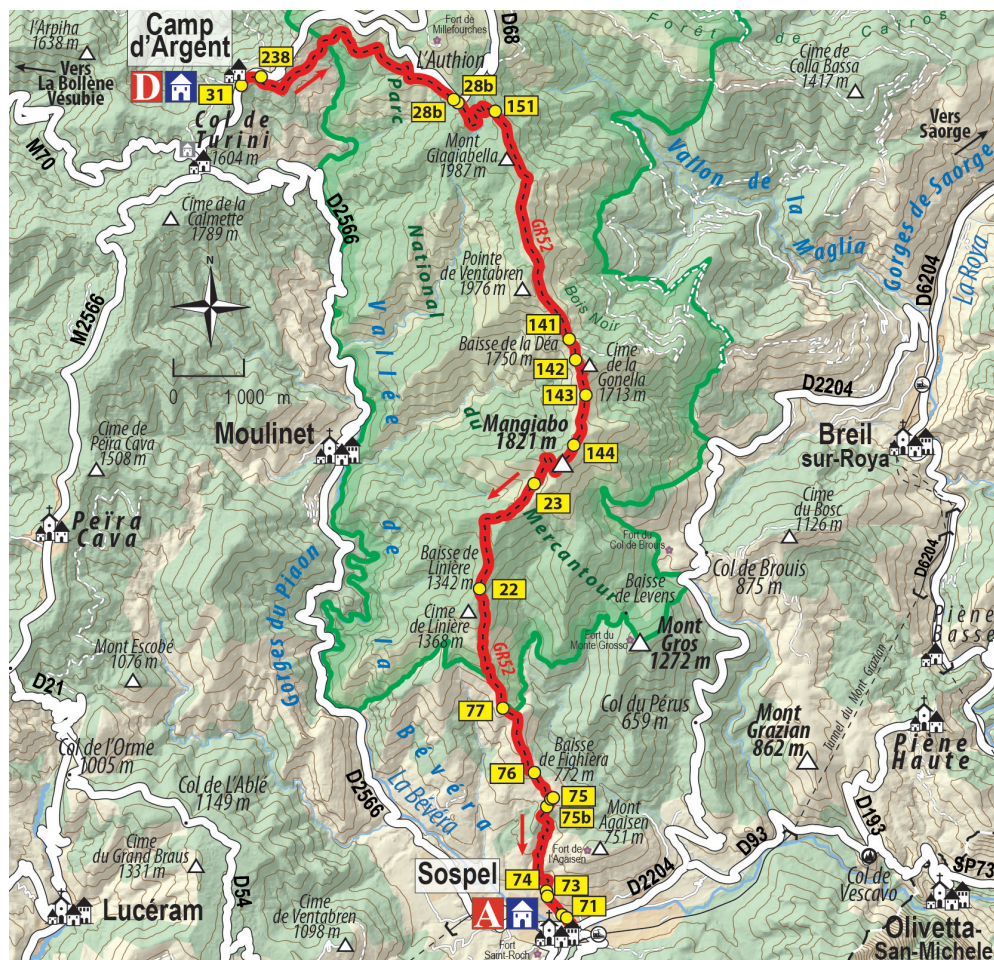 l'Arpiha
1638 m
Camp
d'Argent
Vers
La Bollène
Vésubie
D
31
238
Col de
Turini
1604 m
M70
Fort de
Millefourches
D68
L'Authion
28b
28b
151
Mont
Giagiabella
1987 m
Parc
National
du
Mercantour
Forêt de Cairos
Cime de
Colla Bassa
1417 m
Vers
Saorge
Vallon de la Maglia
Gorges de Saorge
La Roya
D6204
Cime de la
Calmette
1789 m
D2566
N
M2566
0
1 000 m
GR52
Pointe
de Ventabren
1976 m
Bois Noir
141
Baïsse de la Déa
1750 m
142
Cime
de la
Gonella
1713 m
143
Vallée de la Bévéra
D2204
Moulinet
Mangiabo
1821 m
144
23
Breil
sur-Roya
Cime de
Peïra Cava
1508 m
Peïra
Cava
Cime
du Bosc
1126 m
Fort du
Col de Brouis
Col de Brouis
875 m
D6204
Baisse de
Linière
1342 m
Baisse
de Levens
22
Gorges du Piaon
Cime
de Linière
1368 m
GR52
Fort du
Monte Grosso
Mont
Gros
1272 m
Piène
Basse
Mont Escobé
1076 m
D21
77
Col du Pérus
659 m
Mont
Grazian
862 m
Tunnel du Mont Grazian
Piène
Haute
Col de l'Orme
1005 m
Col de L'Ablé
1149 m
D2566
La Bévéra
76
Baisse
de Fighiera
772 m
75
75b
Mont
Agaisen
751 m
Fort de
l'Agaisen
D193
D93
D2204
Cime
du Grand Braus
1331 m
D54
Sospel
74
73
71
A
Col de
Vescavo
SP73
Lucéram
Cime de
Ventabren
1098 m
Fort
Saint-Roch
Olivetta-
San-Michele